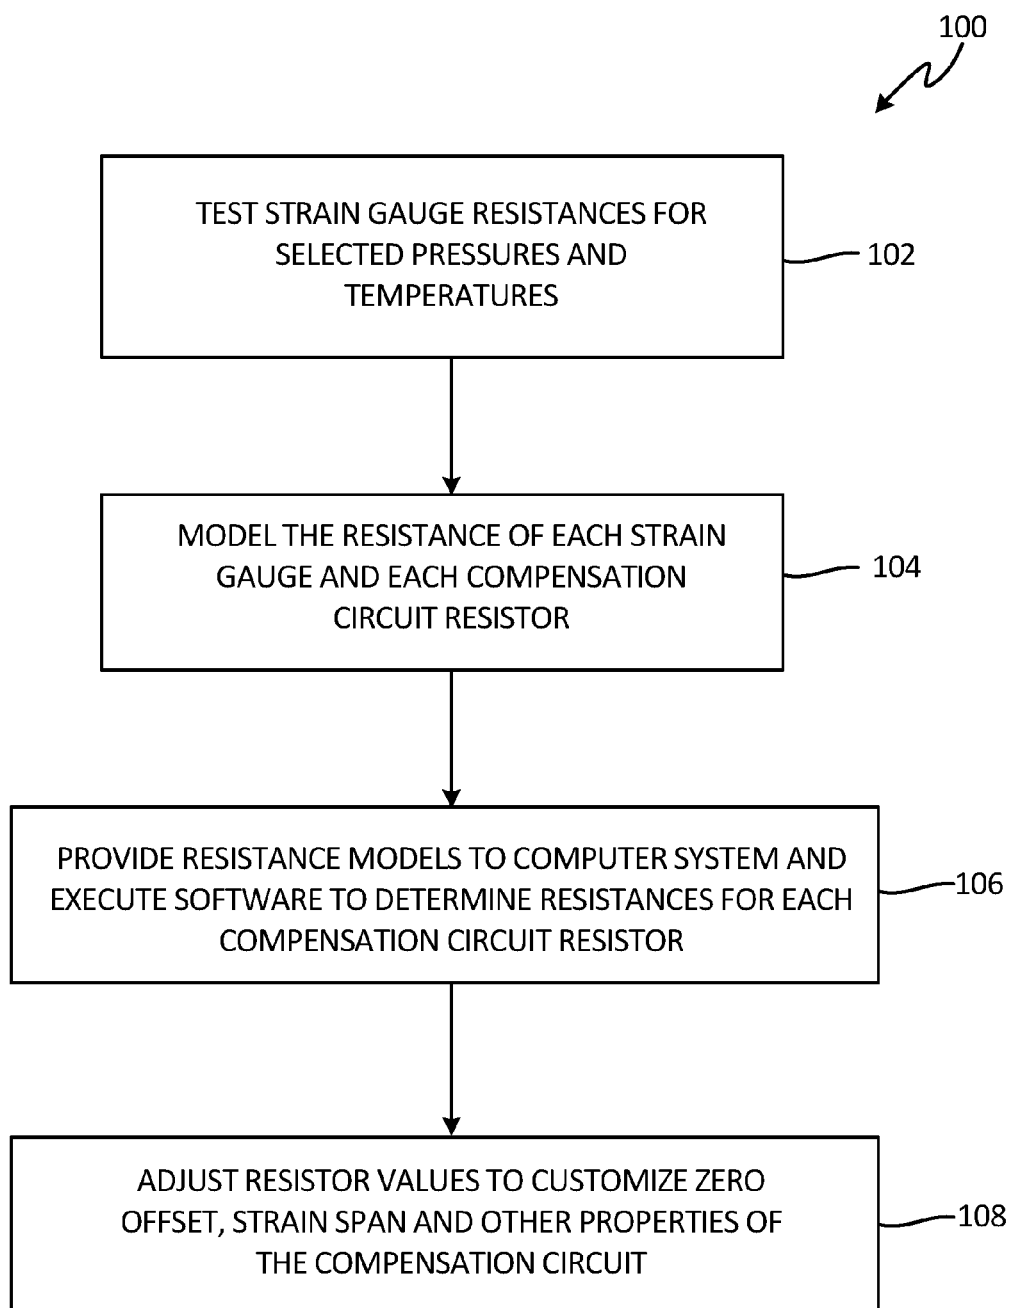 100
TEST STRAIN GAUGE RESISTANCES FOR
SELECTED PRESSURES AND
TEMPERATURES
102
MODEL THE RESISTANCE OF EACH STRAIN
GAUGE AND EACH COMPENSATION
CIRCUIT RESISTOR
104
PROVIDE RESISTANCE MODELS TO COMPUTER SYSTEM AND
EXECUTE SOFTWARE TO DETERMINE RESISTANCES FOR EACH
COMPENSATION CIRCUIT RESISTOR
106
ADJUST RESISTOR VALUES TO CUSTOMIZE ZERO
OFFSET, STRAIN SPAN AND OTHER PROPERTIES OF
THE COMPENSATION CIRCUIT
108